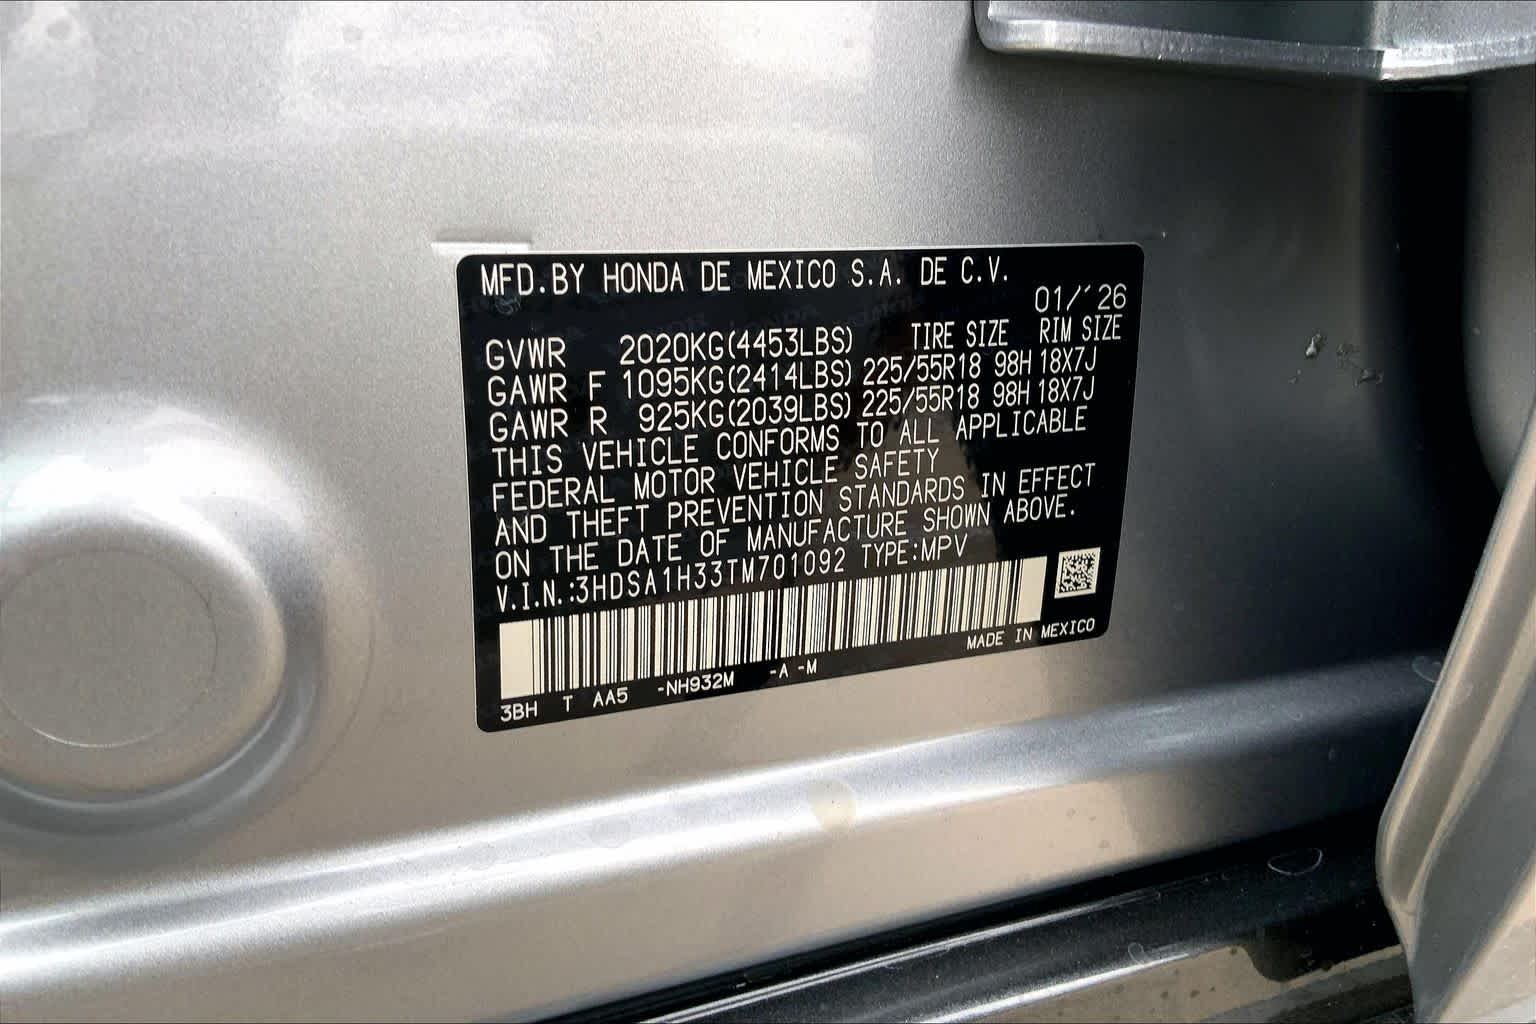 MFD.BY HONDA DE MEXICO S.A. DE C.V.
01/´26
GVWR 2020KG(4453LBS) TIRE SIZE RIM SIZE
GAWR F 1095KG(2414LBS) 225/55R18 98H 18X7J
GAWR R 925KG(2039LBS) 225/55R18 98H 18X7J
THIS VEHICLE CONFORMS TO ALL APPLICABLE
FEDERAL MOTOR VEHICLE SAFETY
AND THEFT PREVENTION STANDARDS IN EFFECT
ON THE DATE OF MANUFACTURE SHOWN ABOVE.
V.I.N.:3HDSA1H33TM701092 TYPE:MPV
MADE IN MEXICO
3BH T AA5 -NH932M -A -M